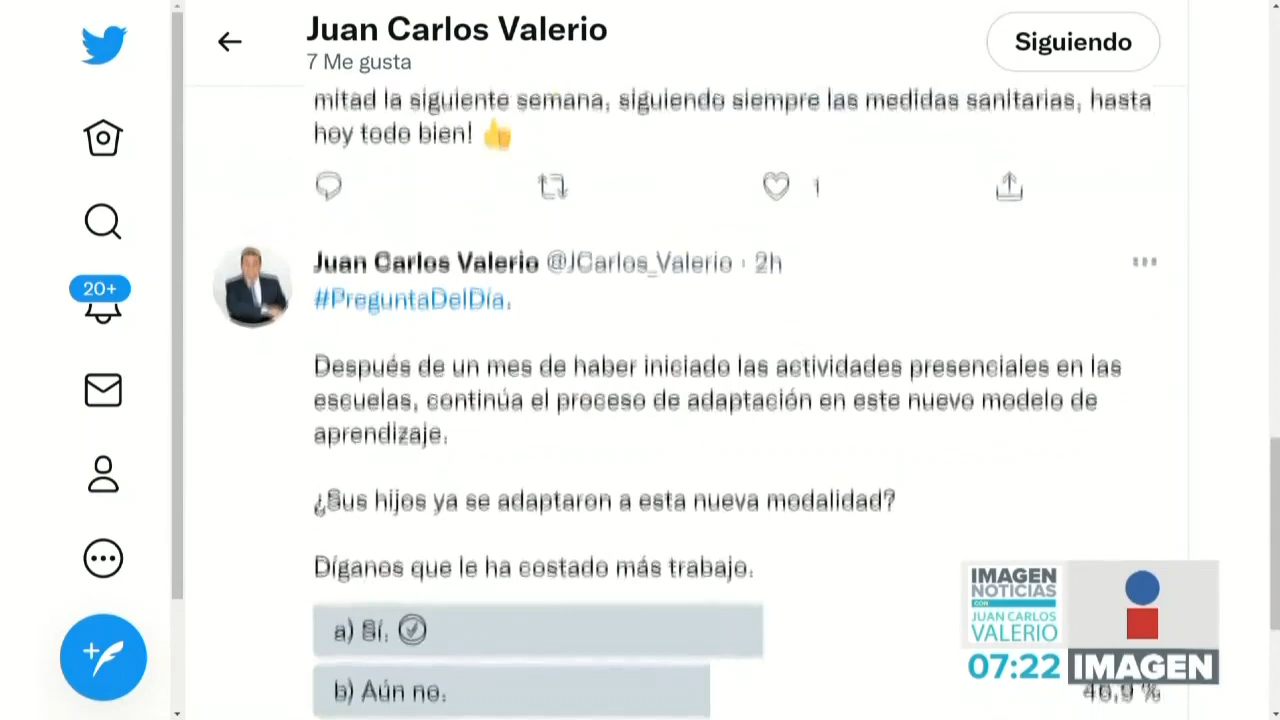 Juan Carlos Valerio
7 Me gusta
Siguiendo
mitad la siguiente semana, siguiendo siempre las medidas sanitarias, hasta
hoy todo bien! 👍
1
20+
Juan Carlos Valerio @JCarlos_Valerio · 2h
#PreguntaDelDía.
Después de un mes de haber iniciado las actividades presenciales en las
escuelas, continúa el proceso de adaptación en este nuevo modelo de
aprendizaje.
¿Sus hijos ya se adaptaron a esta nueva modalidad?
Díganos que le ha costado más trabajo.
a) Sí.
b) Aún no.
46,9 %
IMAGEN
NOTICIAS
CON
JUAN CARLOS
VALERIO
07:22 IMAGEN